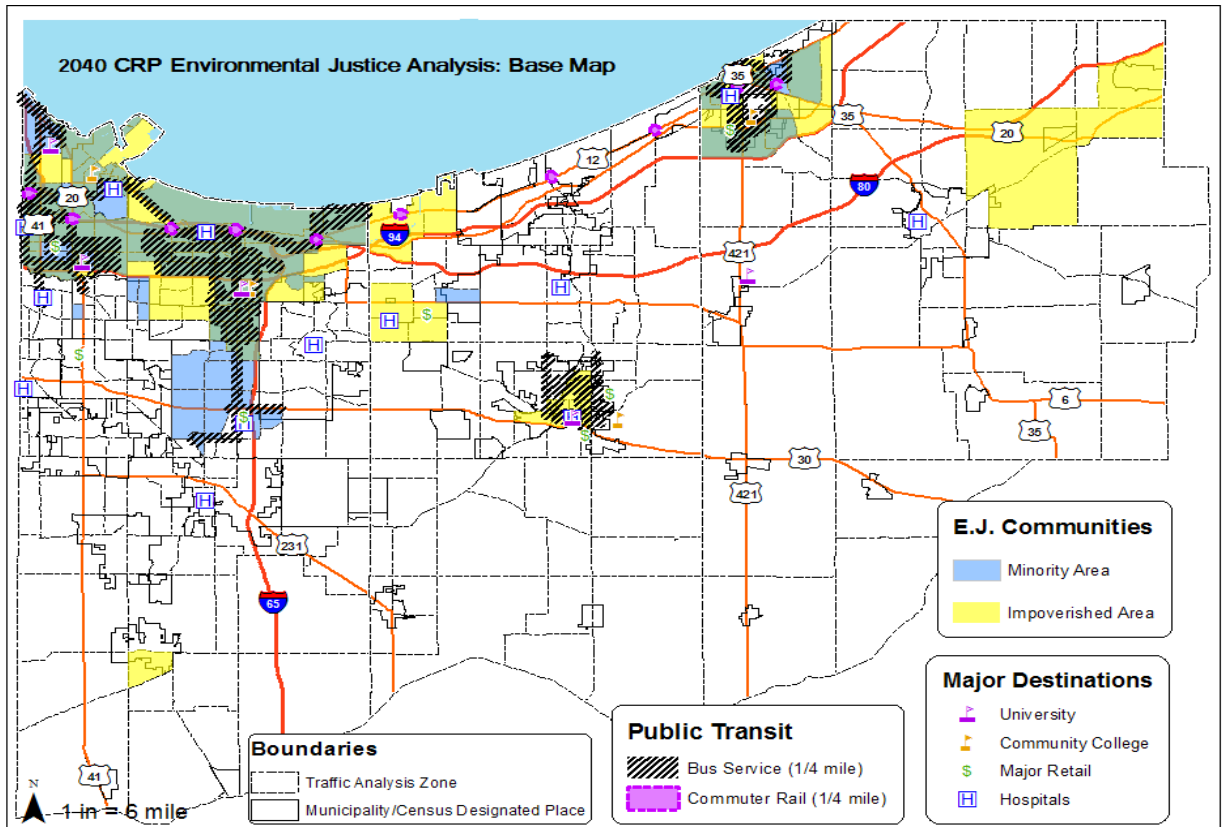 2040 CRP Environmental Justice Analysis: Base Map
35
H
35
20
12
20
H
41
H
H
80
H
94
421
H
H
H
H
H
H
6
H
H
35
30
421
H
231
65
41
N
1 in = 6 mile
Boundaries
Traffic Analysis Zone
Municipality/Census Designated Place
Public Transit
Bus Service (1/4 mile)
Commuter Rail (1/4 mile)
E.J. Communities
Minority Area
Impoverished Area
Major Destinations
University
Community College
$ Major Retail
H Hospitals